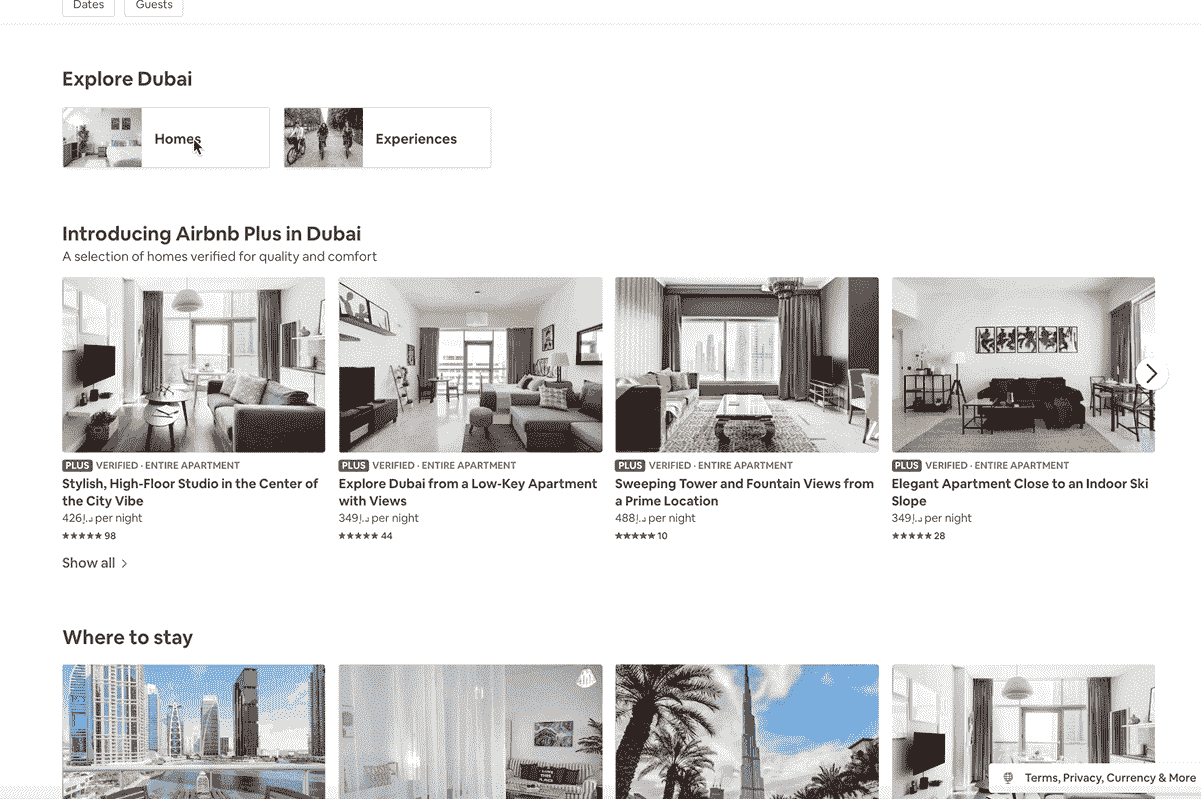 Dates Guests
Explore Dubai
Homes
Experiences
Introducing Airbnb Plus in Dubai
A selection of homes verified for quality and comfort
PLUS VERIFIED · ENTIRE APARTMENT
Stylish, High-Floor Studio in the Center of
the City Vibe
426د.إ per night
★★★★★ 98
PLUS VERIFIED · ENTIRE APARTMENT
Explore Dubai from a Low-Key Apartment
with Views
349د.إ per night
★★★★★ 44
PLUS VERIFIED · ENTIRE APARTMENT
Sweeping Tower and Fountain Views from
a Prime Location
488د.إ per night
★★★★★ 10
PLUS VERIFIED · ENTIRE APARTMENT
Elegant Apartment Close to an Indoor Ski
Slope
349د.إ per night
★★★★★ 28
Show all
Where to stay
Terms, Privacy, Currency & More